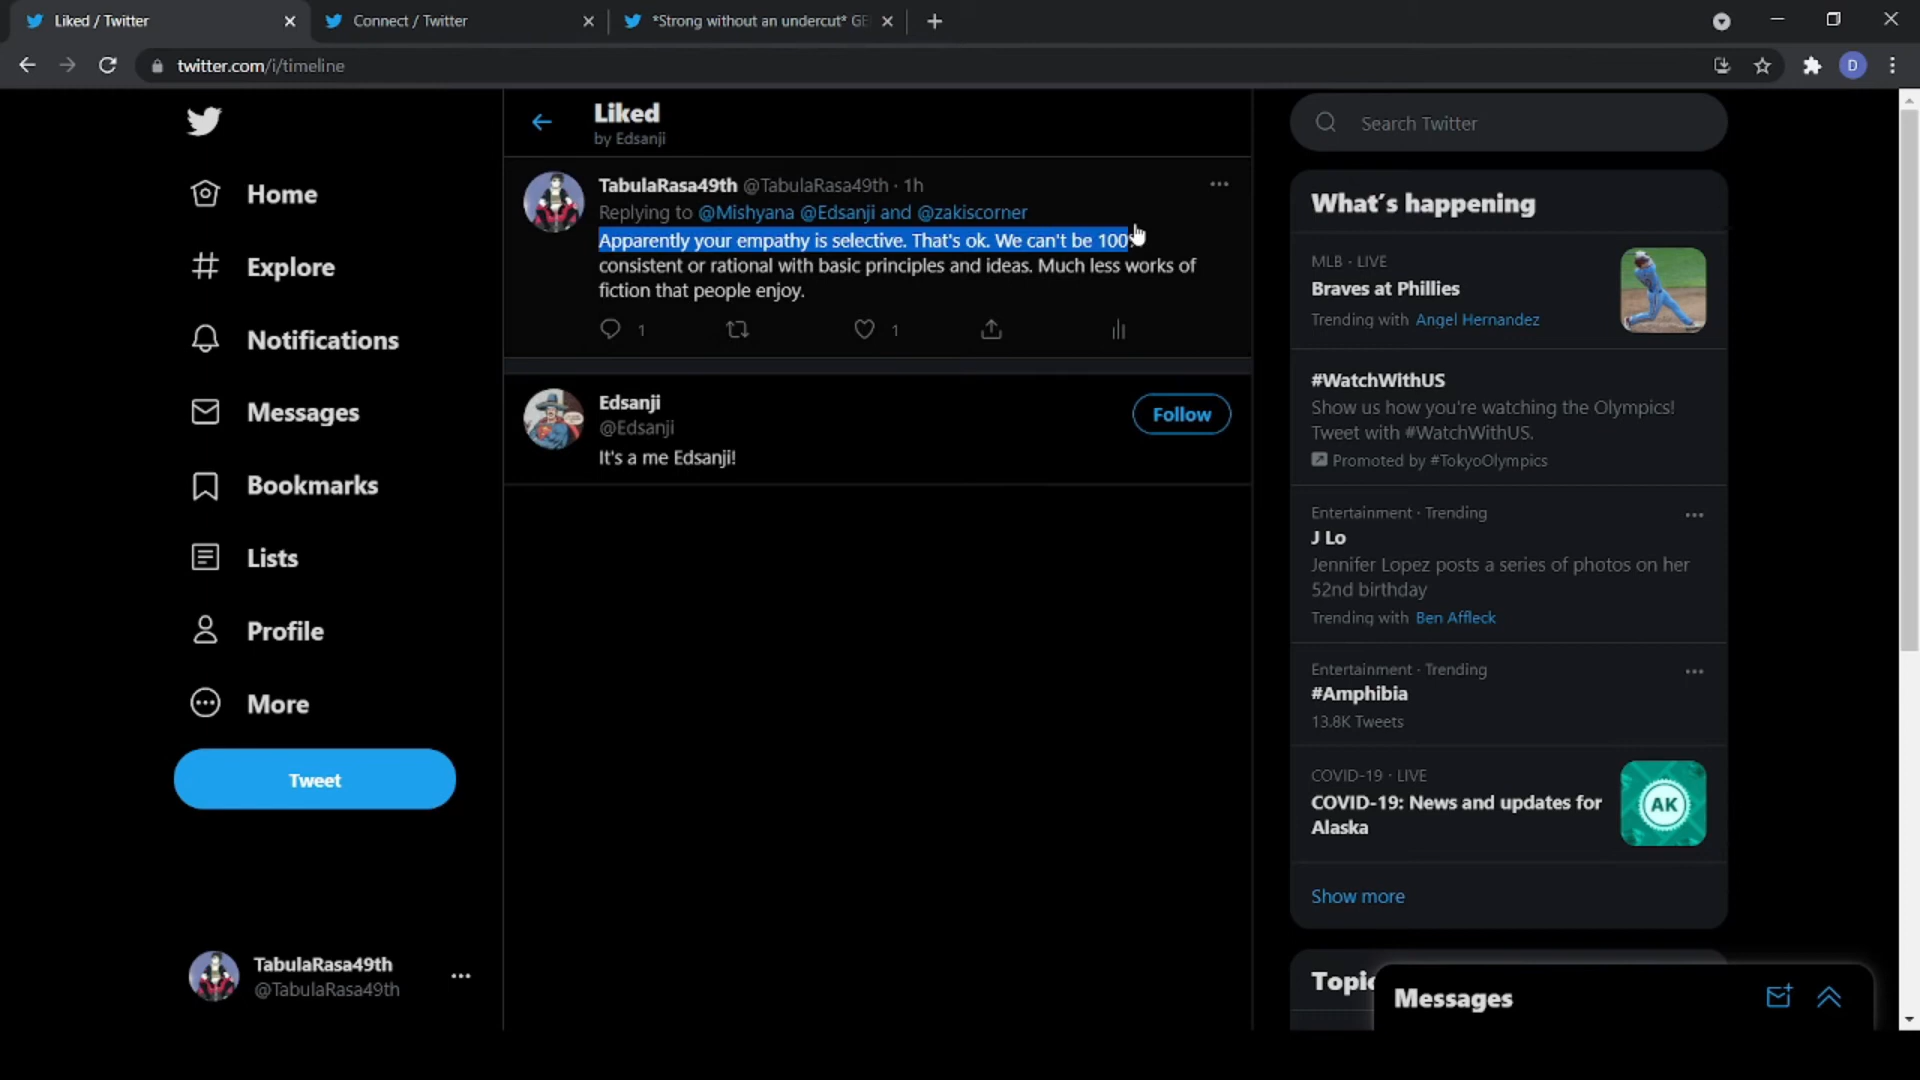 Liked / Twitter
Connect / Twitter
*Strong without an undercut* GE
D
twitter.com/i/timeline
Home
Explore
Notifications
Messages
Bookmarks
Lists
Profile
More
Tweet
TabulaRasa49th
@TabulaRasa49th
Liked
by Edsanji
TabulaRasa49th @TabulaRasa49th · 1h
Replying to @Mishyana @Edsanji and @zakiscorner
Apparently your empathy is selective. That's ok. We can't be 100%
consistent or rational with basic principles and ideas. Much less works of
fiction that people enjoy.
1
1
Edsanji
@Edsanji
Follow
It's a me Edsanji!
Search Twitter
What's happening
MLB · LIVE
Braves at Phillies
Trending with Angel Hernandez
#WatchWithUS
Show us how you're watching the Olympics!
Tweet with #WatchWithUS.
Promoted by #TokyoOlympics
Entertainment · Trending
J Lo
Jennifer Lopez posts a series of photos on her
52nd birthday
Trending with Ben Affleck
Entertainment · Trending
#Amphibia
13.8K Tweets
COVID-19 · LIVE
COVID-19: News and updates for
Alaska
AK
Show more
Messages